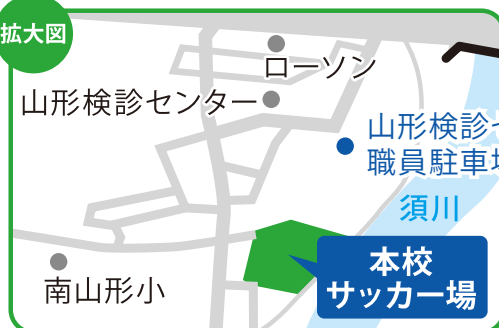 拡大図
ローソン
山形検診センター
山形検診セ
職員駐車場
須川
本校
サッカー場
南山形小